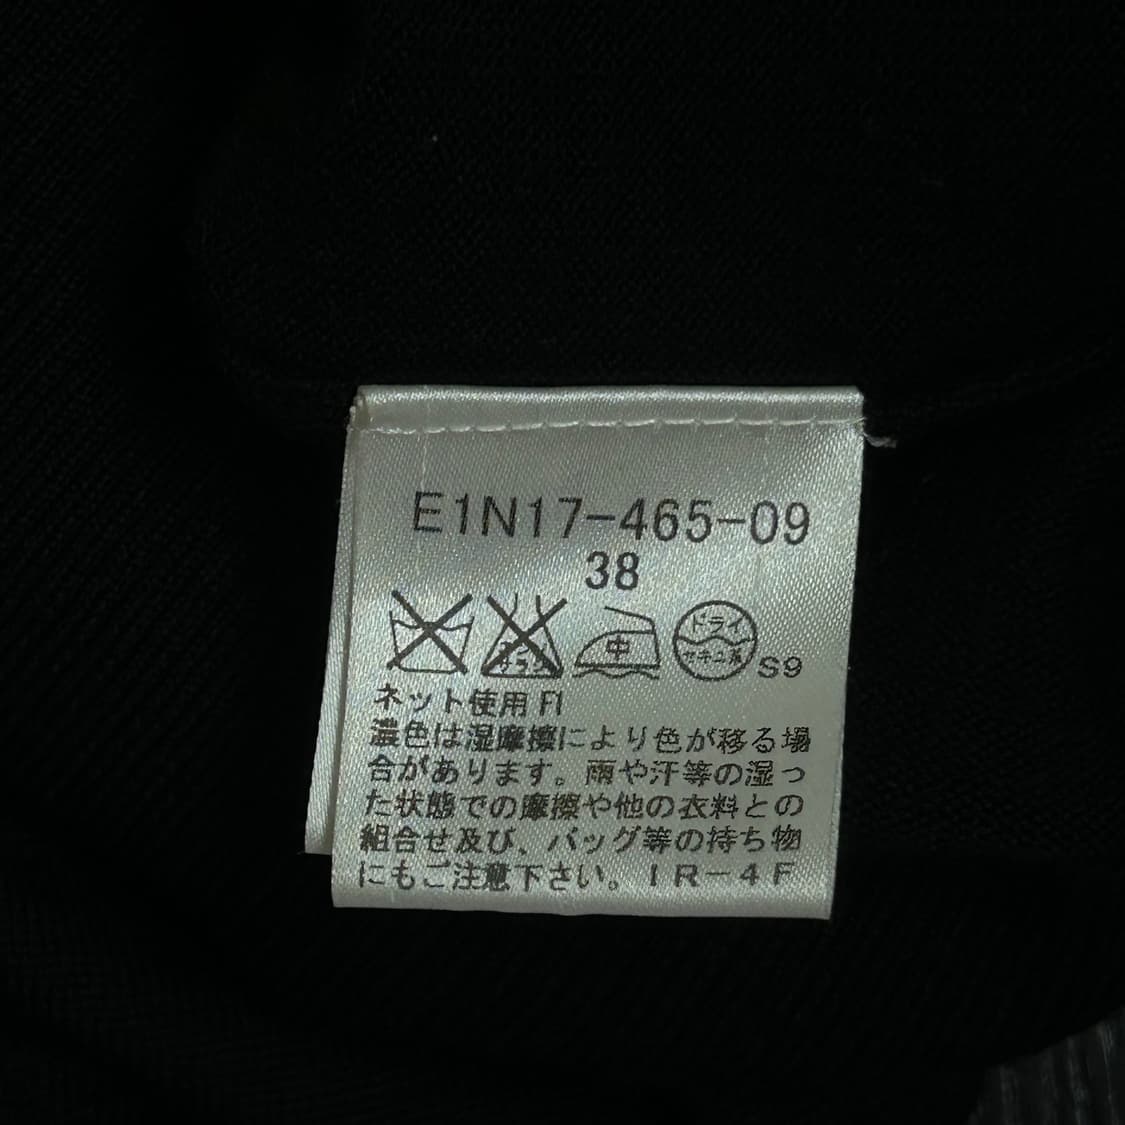 E1N17-465-09
38
中
ドライ
セキユ系
S9
ネット使用 FI
濃色は湿摩擦により色が移る場
合があります。雨や汗等の湿っ
た状態での摩擦や他の衣料との
組合せ及び、バッグ等の持ち物
にもご注意下さい。IR-4F